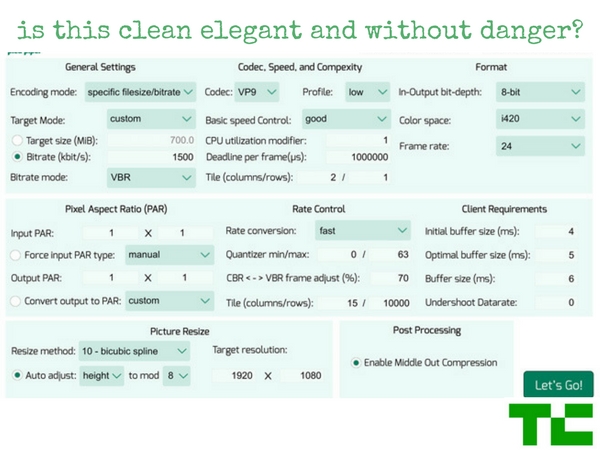 is this clean elegant and without danger?
General Settings
Encoding mode: specific filesize/bitrate
Target Mode: custom
Target size (MiB): 700.0
Bitrate (kbit/s): 1500
Bitrate mode: VBR
Codec, Speed, and Compexity
Codec: VP9 Profile: low
Basic speed Control: good
CPU utilization modifier: 1
Deadline per frame(µs): 1000000
Tile (columns/rows): 2 / 1
Format
In-Output bit-depth: 8-bit
Color space: i420
Frame rate: 24
Pixel Aspect Ratio (PAR)
Input PAR: 1 X 1
Force input PAR type: manual
Output PAR: 1 X 1
Convert output to PAR: custom
Rate Control
Rate conversion: fast
Quantizer min/max: 0 / 63
CBR <-> VBR frame adjust (%): 70
Tile (columns/rows): 15 / 10000
Client Requirements
Initial buffer size (ms): 4
Optimal buffer size (ms): 5
Buffer size (ms): 6
Undershoot Datarate: 0
Picture Resize
Resize method: 10 - bicubic spline
Auto adjust: height to mod 8
Target resolution:
1920 X 1080
Post Processing
Enable Middle Out Compression
Let's Go!
TC